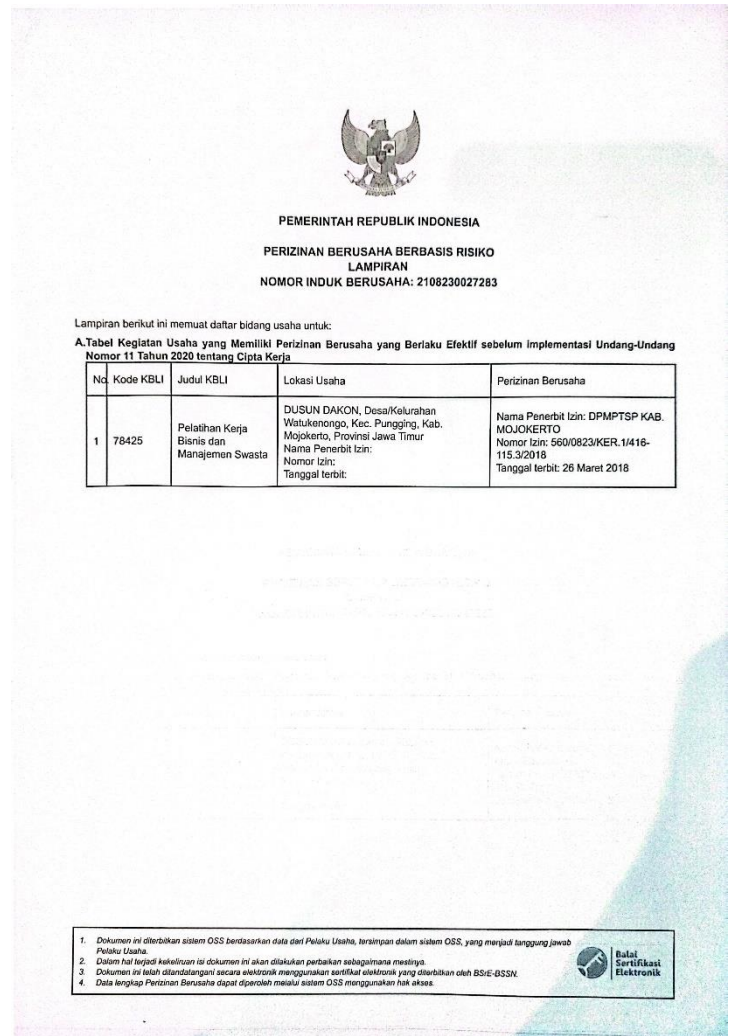 PEMERINTAH REPUBLIK INDONESIA
PERIZINAN BERUSAHA BERBASIS RISIKO
LAMPIRAN
NOMOR INDUK BERUSAHA: 2108230027283
Lampiran berikut ini memuat daftar bidang usaha untuk:
A.Tabel Kegiatan Usaha yang Memiliki Perizinan Berusaha yang Berlaku Efektif sebelum implementasi Undang-Undang
Nomor 11 Tahun 2020 tentang Cipta Kerja
No. Kode KBLI Judul KBLI Lokasi Usaha Perizinan Berusaha
1 78425
Pelatihan Kerja
Bisnis dan
Manajemen Swasta
DUSUN DAKON, Desa/Kelurahan
Watukenongo, Kec. Pungging, Kab.
Mojokerto, Provinsi Jawa Timur
Nama Penerbit Izin:
Nomor Izin:
Tanggal terbit:
Nama Penerbit Izin: DPMPTSP KAB.
MOJOKERTO
Nomor Izin: 560/0823/KER.1/416-
115.3/2018
Tanggal terbit: 26 Maret 2018
1. Dokumen ini diterbitkan sistem OSS berdasarkan data dari Pelaku Usaha, tersimpan dalam sistem OSS, yang menjadi tanggung jawab
Pelaku Usaha.
2. Dalam hal terjadi kekeliruan isi dokumen ini akan dilakukan perbaikan sebagaimana mestinya.
3. Dokumen ini telah ditandatangani secara elektronik menggunakan sertifikat elektronik yang diterbitkan oleh BSrE-BSSN.
4. Data lengkap Perizinan Berusaha dapat diperoleh melalui sistem OSS menggunakan hak akses.
Balai
Sertifikasi
Elektronik